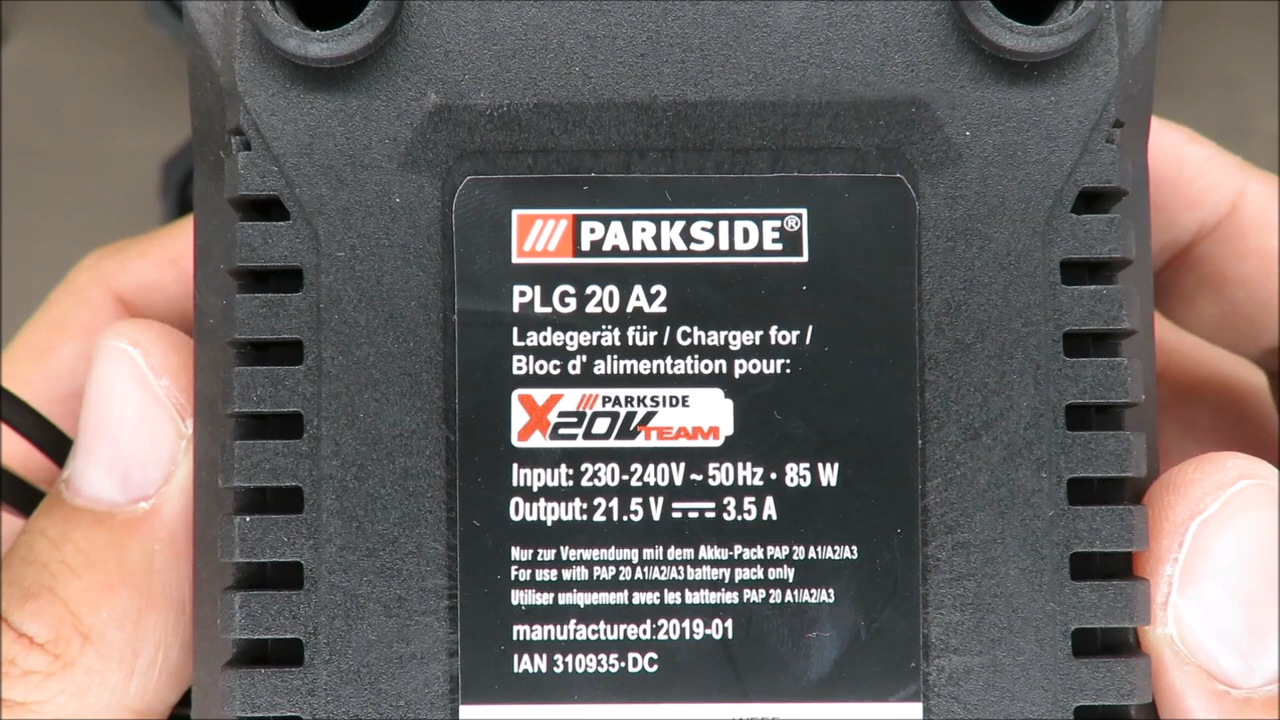 PARKSIDE®
PLG 20 A2
Ladegerät für / Charger for /
Bloc d' alimentation pour:
PARKSIDE
X20V TEAM
Input: 230-240V ~ 50 Hz · 85 W
Output: 21.5 V ⎓ 3.5 A
Nur zur Verwendung mit dem Akku-Pack PAP 20 A1/A2/A3
For use with PAP 20 A1/A2/A3 battery pack only
Utiliser uniquement avec les batteries PAP 20 A1/A2/A3
manufactured:2019-01
IAN 310935·DC